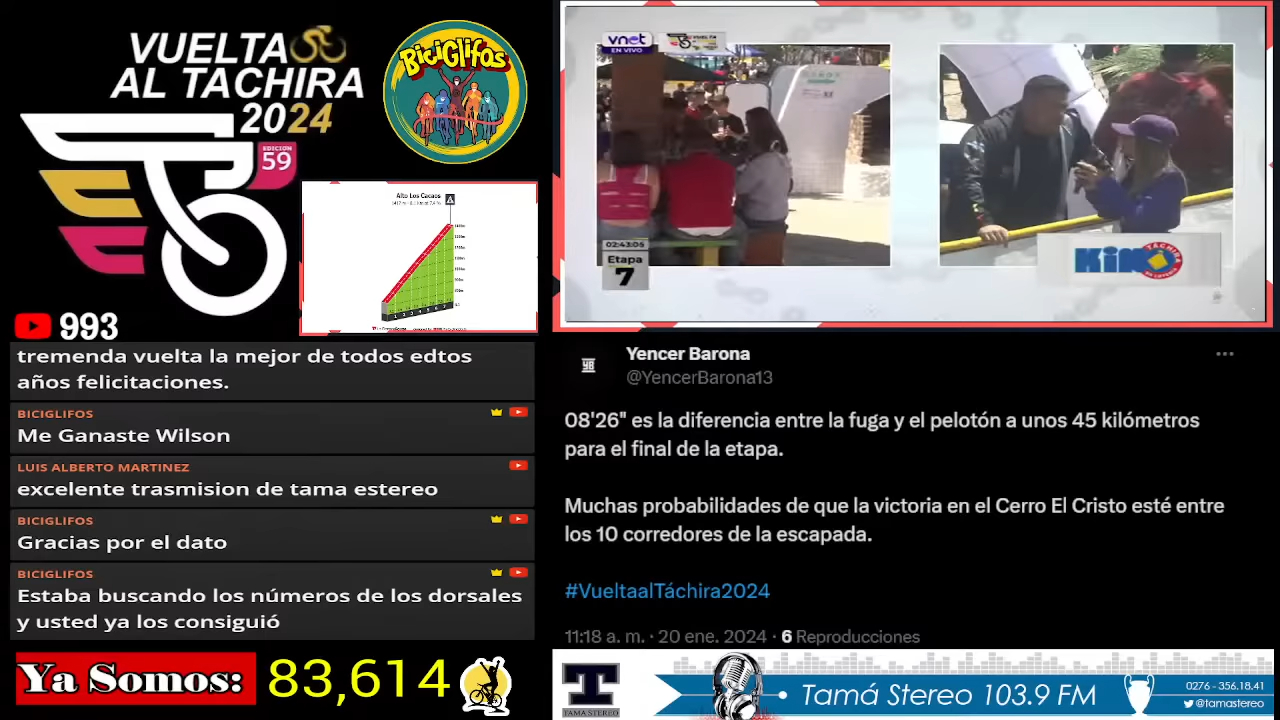 VUELTA
AL TÁCHIRA
2024
EDICIÓN
59
BiciGlifos
Alto Los Cacaos
993
tremenda vuelta la mejor de todos edtos
años felicitaciones.
BICIGLIFOS
Me Ganaste Wilson
LUIS ALBERTO MARTINEZ
excelente trasmision de tama estereo
BICIGLIFOS
Gracias por el dato
BICIGLIFOS
Estaba buscando los números de los dorsales
y usted ya los consiguió
Ya Somos: 83,614
vnet
EN VIVO
02:43:06
Etapa
7
KINO
TÁCHIRA
Yencer Barona
@YencerBarona13
08'26" es la diferencia entre la fuga y el pelotón a unos 45 kilómetros
para el final de la etapa.
Muchas probabilidades de que la victoria en el Cerro El Cristo esté entre
los 10 corredores de la escapada.
#VueltaalTáchira2024
11:18 a. m. · 20 ene. 2024 · 6 Reproducciones
T
TAMA STEREO
Tamá Stereo 103.9 FM
0276 - 356.18.41
@tamastereo